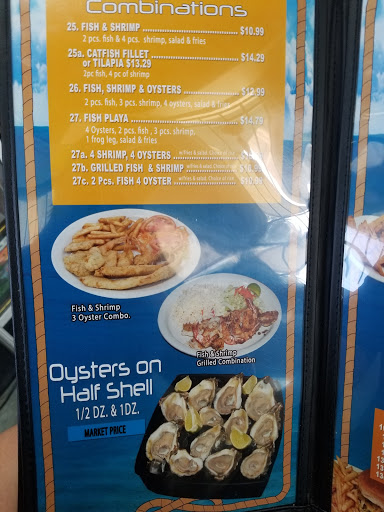 Combinations
25. FISH & SHRIMP ........ $10.99
2 pcs. fish & 4 pcs. shrimp, salad & fries
25a. CATFISH FILLET ........ $14.29
or TILAPIA $13.29
2pc fish, 4 pc of shrimp
26. FISH, SHRIMP & OYSTERS ........ $12.99
2 pcs. fish, 3 pcs. shrimp, 4 oysters, salad & fries
27. FISH PLAYA ........ $14.79
4 Oysters, 2 pcs. fish, 3 pcs. shrimp,
1 frog leg, salad & fries
27a. 4 SHRIMP, 4 OYSTERS ........
27b. GRILLED FISH & SHRIMP
27c. 2 Pcs. FISH 4 OYSTER
Fish & Shrimp
3 Oyster Combo.
Fish & Shrimp
Grilled Combination
Oysters on
Half Shell
1/2 DZ. & 1DZ.
MARKET PRICE